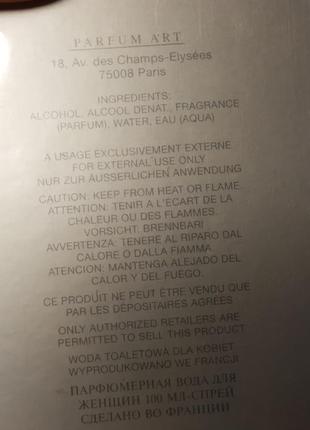 PARFUM ART
18, Av. des Champs-Elysées
75008 Paris
INGREDIENTS:
ALCOHOL, ALCOOL DENAT., FRAGRANCE
(PARFUM), WATER, EAU (AQUA)
A USAGE EXCLUSIVEMENT EXTERNE
FOR EXTERNAL USE ONLY
NUR ZUR ÄUSSERLICHEN ANWENDUNG
CAUTION: KEEP FROM HEAT OR FLAME.
ATTENTION: TENIR A L'ECART DE LA
CHALEUR OU DES FLAMMES.
VORSICHT. BRENNBAR!
AVVERTENZA: TENERE AL RIPARO DAL
CALORE O DALLA FIAMMA
ATENCION: MANTENGA ALEJADO DEL
CALOR Y DEL FUEGO.
CE PRODUIT NE PEUT ÊTRE VENDU QUE
PAR LES DÉPOSITAIRES AGRÉÉS
ONLY AUTHORIZED RETAILERS ARE
PERMITTED TO SELL THIS PRODUCT
WODA TOALETOWA DLA KOBIET
WYPRODUKOWANO WE FRANCJI
ПАРФЮМЕРНАЯ ВОДА ДЛЯ
ЖЕНЩИН 100 МЛ-СПРЕЙ
СДЕЛАНО ВО ФРАНЦИИ